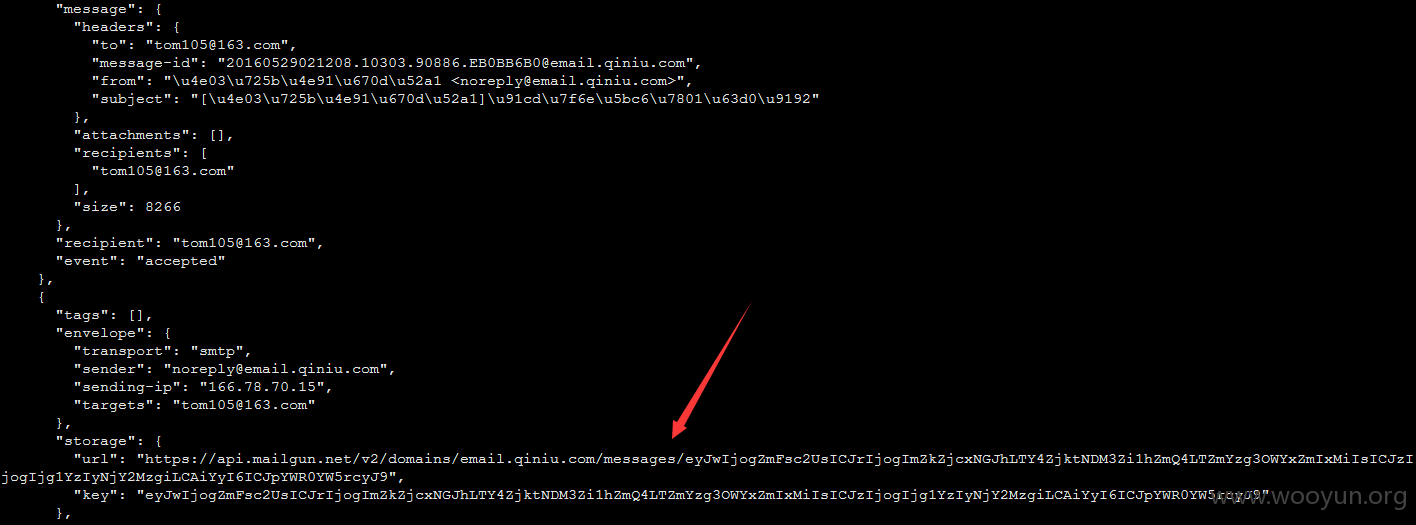 "message": {
"headers": {
"to": "tom105@163.com",
"message-id": "20160529021208.10303.90886.EB0BB6B0@email.qiniu.com",
"from": "\u4e03\u725b\u4e91\u670d\u52a1 <noreply@email.qiniu.com>",
"subject": "[\u4e03\u725b\u4e91\u670d\u52a1]\u91cd\u7f6e\u5bc6\u7801\u63d0\u9192"
},
"attachments": [],
"recipients": [
"tom105@163.com"
],
"size": 8266
},
"recipient": "tom105@163.com",
"event": "accepted"
},
{
"tags": [],
"envelope": {
"transport": "smtp",
"sender": "noreply@email.qiniu.com",
"sending-ip": "166.78.70.15",
"targets": "tom105@163.com"
},
"storage": {
"url": "https://api.mailgun.net/v2/domains/email.qiniu.com/messages/eyJwIjogZmFsc2UsICJrIjogImZkZjcxNGJhLTY4ZjktNDM3Zi1hZmQ4LTZmYzg3OWYxZmIxMiIsICJzI
jogIjg1YzIyNjY2MzgiLCAiYyI6ICJpYWR0YW5rcyJ9",
"key": "eyJwIjogZmFsc2UsICJrIjogImZkZjcxNGJhLTY4ZjktNDM3Zi1hZmQ4LTZmYzg3OWYxZmIxMiIsICJzIjogIjg1YzIyNjY2MzgiLCAiYyI6ICJpYWR0YW5rcyJ9"
},
www.wooyun.org